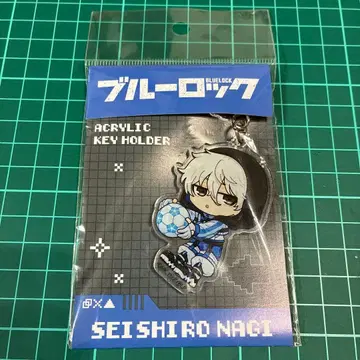 ブルーロック
BLUELOCK
ACRYLIC
KEY HOLDER
SEISHIRO NAGI